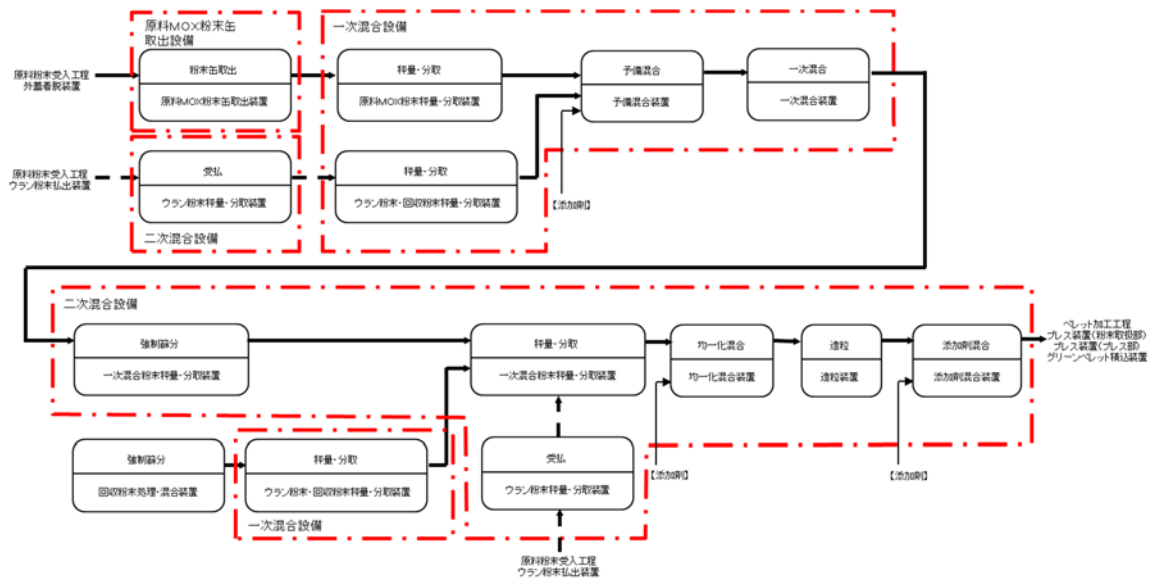 原料MOX粉末缶
取出設備
一次混合設備
原料粉末受入工程
外蓋着脱装置
粉末缶取出
原料MOX粉末缶取出装置
秤量・分取
原料MOX粉末秤量・分取装置
予備混合
予備混合装置
一次混合
一次混合装置
原料粉末受入工程
ウラン粉末払出装置
受払
ウラン粉末秤量・分取装置
秤量・分取
ウラン粉末・回収粉末秤量・分取装置
【添加剤】
二次混合設備
二次混合設備
強制篩分
一次混合粉末秤量・分取装置
秤量・分取
一次混合粉末秤量・分取装置
均一化混合
均一化混合装置
造粒
造粒装置
添加剤混合
添加剤混合装置
ペレット加工工程
プレス装置(粉末取扱部)
プレス装置(プレス部)
グリーンペレット積込装置
強制篩分
回収粉末処理・混合装置
秤量・分取
ウラン粉末・回収粉末秤量・分取装置
一次混合設備
受払
ウラン粉末秤量・分取装置
【添加剤】
【添加剤】
原料粉末受入工程
ウラン粉末払出装置